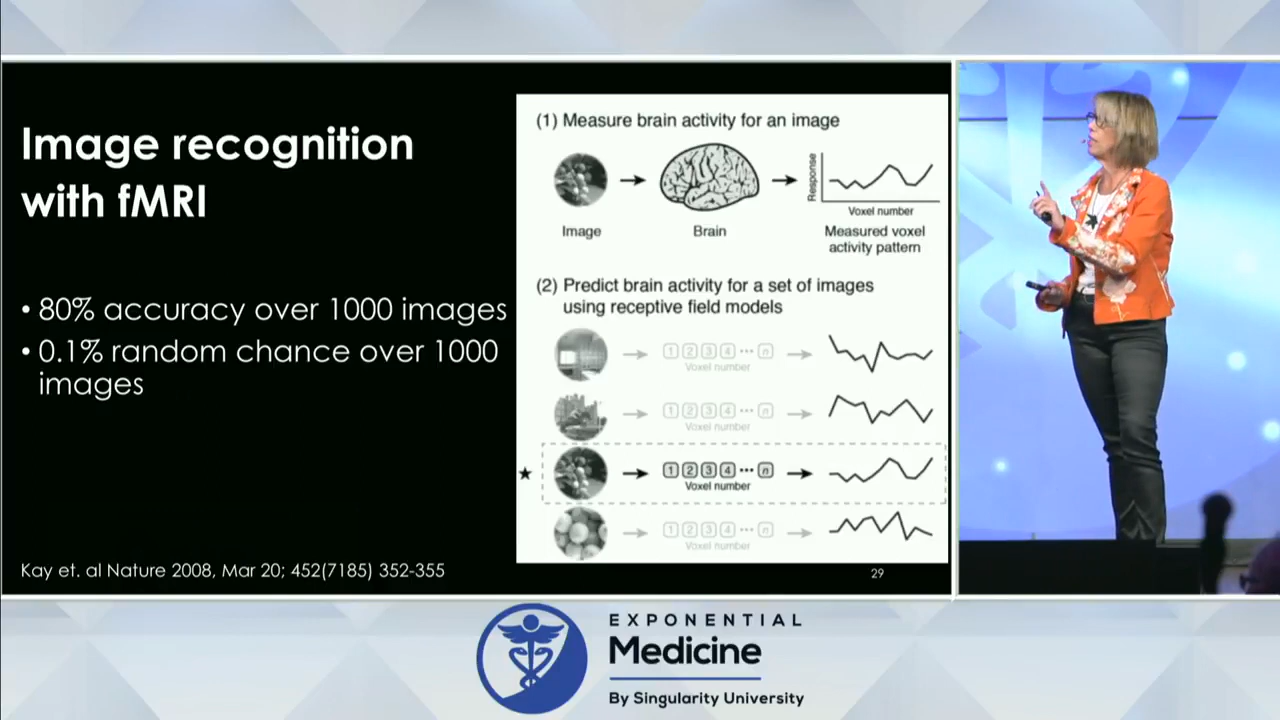 Image recognition
with fMRI
• 80% accuracy over 1000 images
• 0.1% random chance over 1000
images
Kay et. al Nature 2008, Mar 20; 452(7185) 352-355
(1) Measure brain activity for an image
Response
Voxel number
Image
Brain
Measured voxel
activity pattern
(2) Predict brain activity for a set of images
using receptive field models
1 2 3 4 ••• n
Voxel number
1 2 3 4 ••• n
Voxel number
★
1 2 3 4 ••• n
Voxel number
1 2 3 4 ••• n
Voxel number
29
EXPONENTIAL
Medicine
By Singularity University